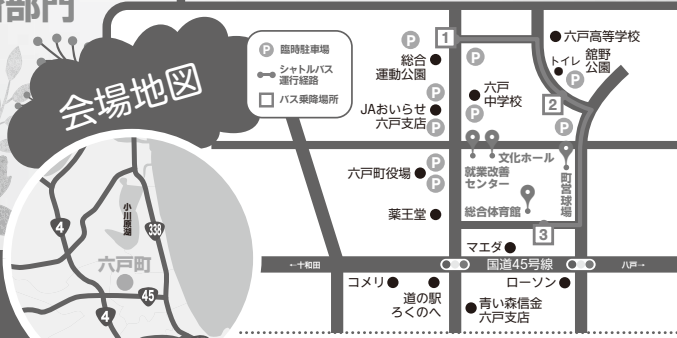 部門
会場地図
P 臨時駐車場
シャトルバス
運行経路
バス乗降場所
1
P
六戸高等学校
舘野
公園
トイレ
P
総合
運動公園
P
P
六戸
中学校
2
JAおいらせ
六戸支店
P
P
P
文化ホール
就業改善
センター
町営球場
六戸町役場
P
P
総合体育館
薬王堂
3
マエダ
←十和田
国道45号線
八戸→
コメリ
道の駅
ろくのへ
ローソン
青い森信金
六戸支店
小川原湖
4
338
六戸町
45
4